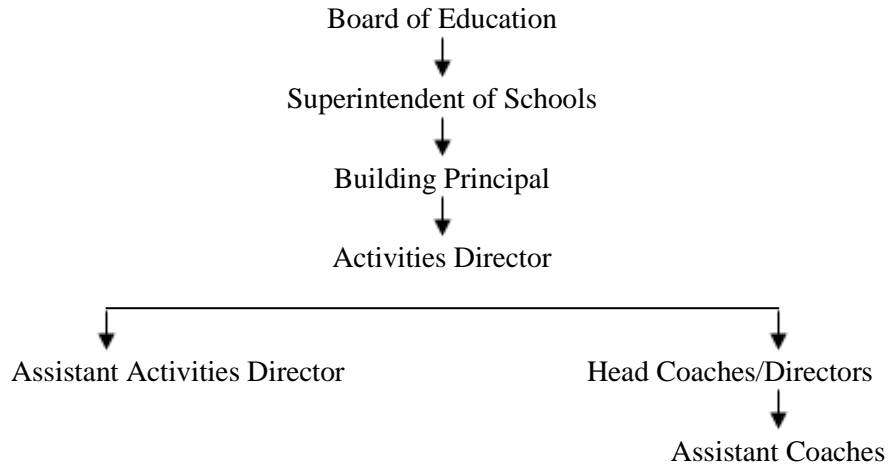 Board of Education
Superintendent of Schools
Building Principal
Activities Director
Assistant Activities Director
Head Coaches/Directors
Assistant Coaches